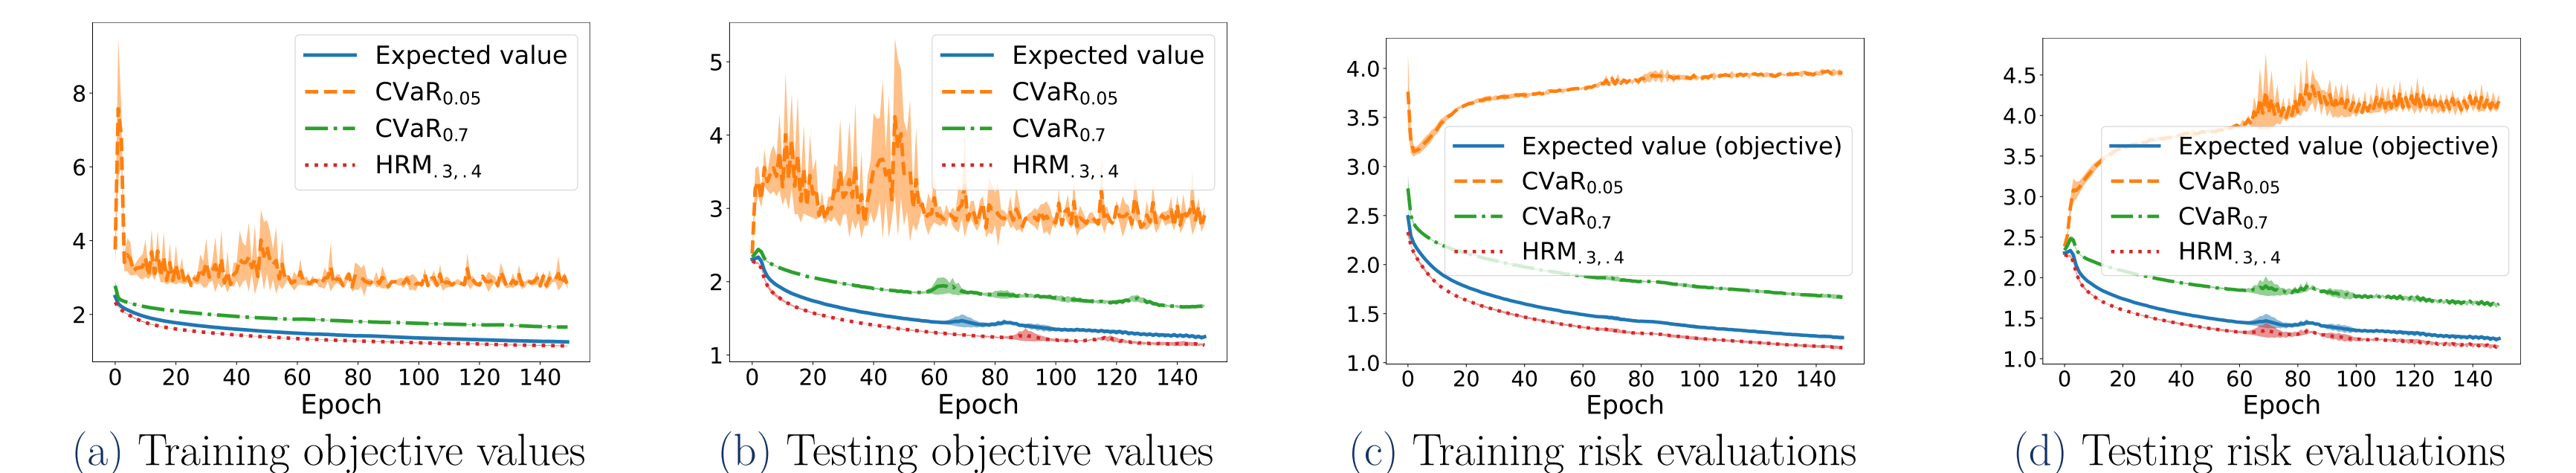 8
6
4
2
Expected value
CVaR0.05
CVaR0.7
HRM.3,.4
0 20 40 60 80 100 120 140
Epoch
(a) Training objective values
5
4
3
2
1
Expected value
CVaR0.05
CVaR0.7
HRM.3,.4
0 20 40 60 80 100 120 140
Epoch
(b) Testing objective values
4.0
3.5
3.0
2.5
2.0
1.5
1.0
Expected value (objective)
CVaR0.05
CVaR0.7
HRM.3,.4
0 20 40 60 80 100 120 140
Epoch
(c) Training risk evaluations
4.5
4.0
3.5
3.0
2.5
2.0
1.5
1.0
Expected value (objective)
CVaR0.05
CVaR0.7
HRM.3,.4
0 20 40 60 80 100 120 140
Epoch
(d) Testing risk evaluations